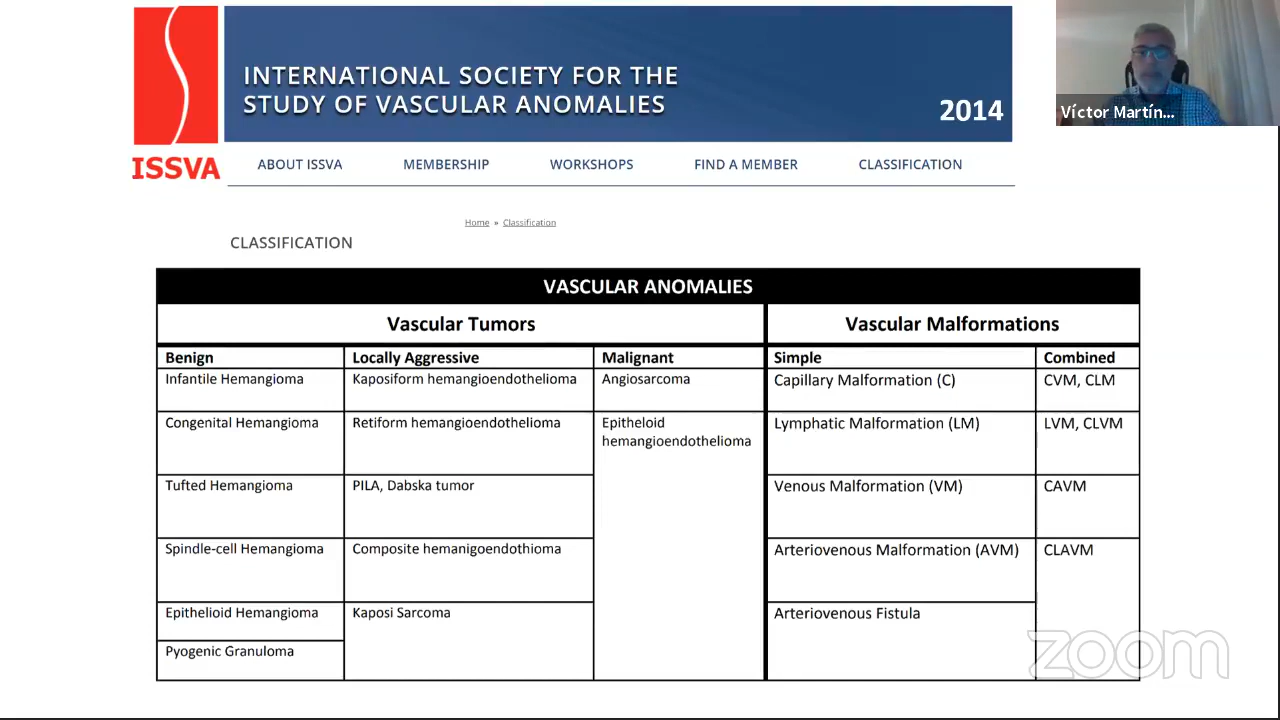 INTERNATIONAL SOCIETY FOR THE
STUDY OF VASCULAR ANOMALIES
2014
Víctor Martín...
ISSVA
ABOUT ISSVA MEMBERSHIP WORKSHOPS FIND A MEMBER CLASSIFICATION
Home » Classification
CLASSIFICATION
VASCULAR ANOMALIES
Vascular Tumors Vascular Malformations
Benign Locally Aggressive Malignant Simple Combined
Infantile Hemangioma Kaposiform hemangioendothelioma Angiosarcoma Capillary Malformation (C) CVM, CLM
Congenital Hemangioma Retiform hemangioendothelioma Epitheloid Lymphatic Malformation (LM) LVM, CLVM
hemangioendothelioma
Tufted Hemangioma PILA, Dabska tumor Venous Malformation (VM) CAVM
Spindle-cell Hemangioma Composite hemanigoendothioma Arteriovenous Malformation (AVM) CLAVM
Epithelioid Hemangioma Kaposi Sarcoma Arteriovenous Fistula
Pyogenic Granuloma
zoom